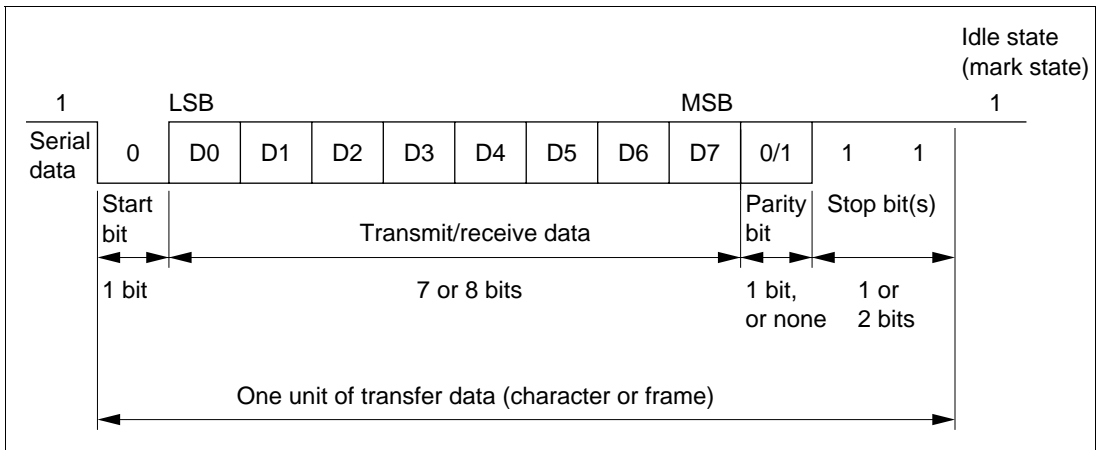 Idle state
(mark state)
1 LSB MSB 1
Serial
data
0 D0 D1 D2 D3 D4 D5 D6 D7 0/1 1 1
Start
bit
Transmit/receive data
Parity
bit
Stop bit(s)
1 bit
7 or 8 bits
1 bit,
or none
1 or
2 bits
One unit of transfer data (character or frame)